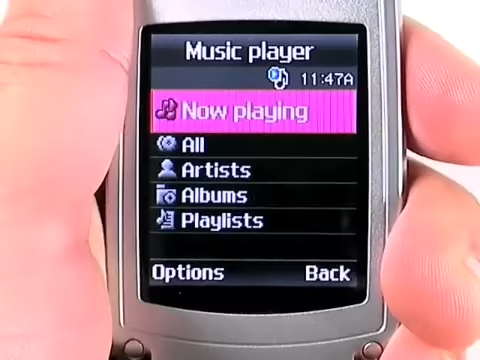 Music player
11:47A
Now playing
All
Artists
Albums
Playlists
Options Back